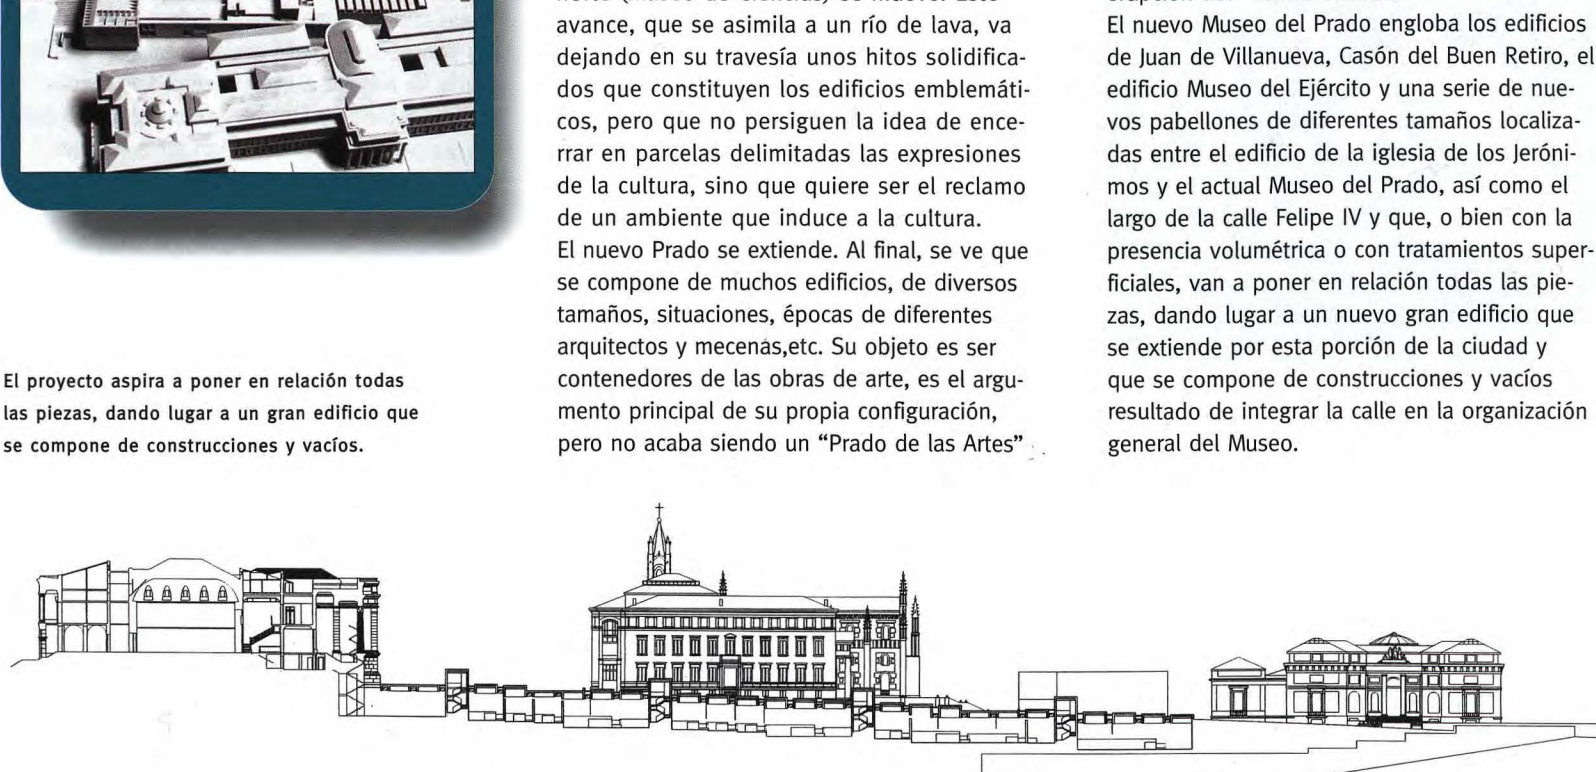 avance, que se asimila a un río de lava, va
dejando en su travesía unos hitos solidifica-
dos que constituyen los edificios emblemáti-
cos, pero que no persiguen la idea de ence-
rrar en parcelas delimitadas las expresiones
de la cultura, sino que quiere ser el reclamo
de un ambiente que induce a la cultura.
El nuevo Prado se extiende. Al final, se ve que
se compone de muchos edificios, de diversos
tamaños, situaciones, épocas de diferentes
arquitectos y mecenas,etc. Su objeto es ser
contenedores de las obras de arte, es el argu-
mento principal de su propia configuración,
pero no acaba siendo un “Prado de las Artes”
El nuevo Museo del Prado engloba los edificios
de Juan de Villanueva, Casón del Buen Retiro, el
edificio Museo del Ejército y una serie de nue-
vos pabellones de diferentes tamaños localiza-
das entre el edificio de la iglesia de los Jeróni-
mos y el actual Museo del Prado, así como el
largo de la calle Felipe IV y que, o bien con la
presencia volumétrica o con tratamientos super-
ficiales, van a poner en relación todas las pie-
zas, dando lugar a un nuevo gran edificio que
se extiende por esta porción de la ciudad y
que se compone de construcciones y vacíos
resultado de integrar la calle en la organización
general del Museo.
El proyecto aspira a poner en relación todas
las piezas, dando lugar a un gran edificio que
se compone de construcciones y vacíos.